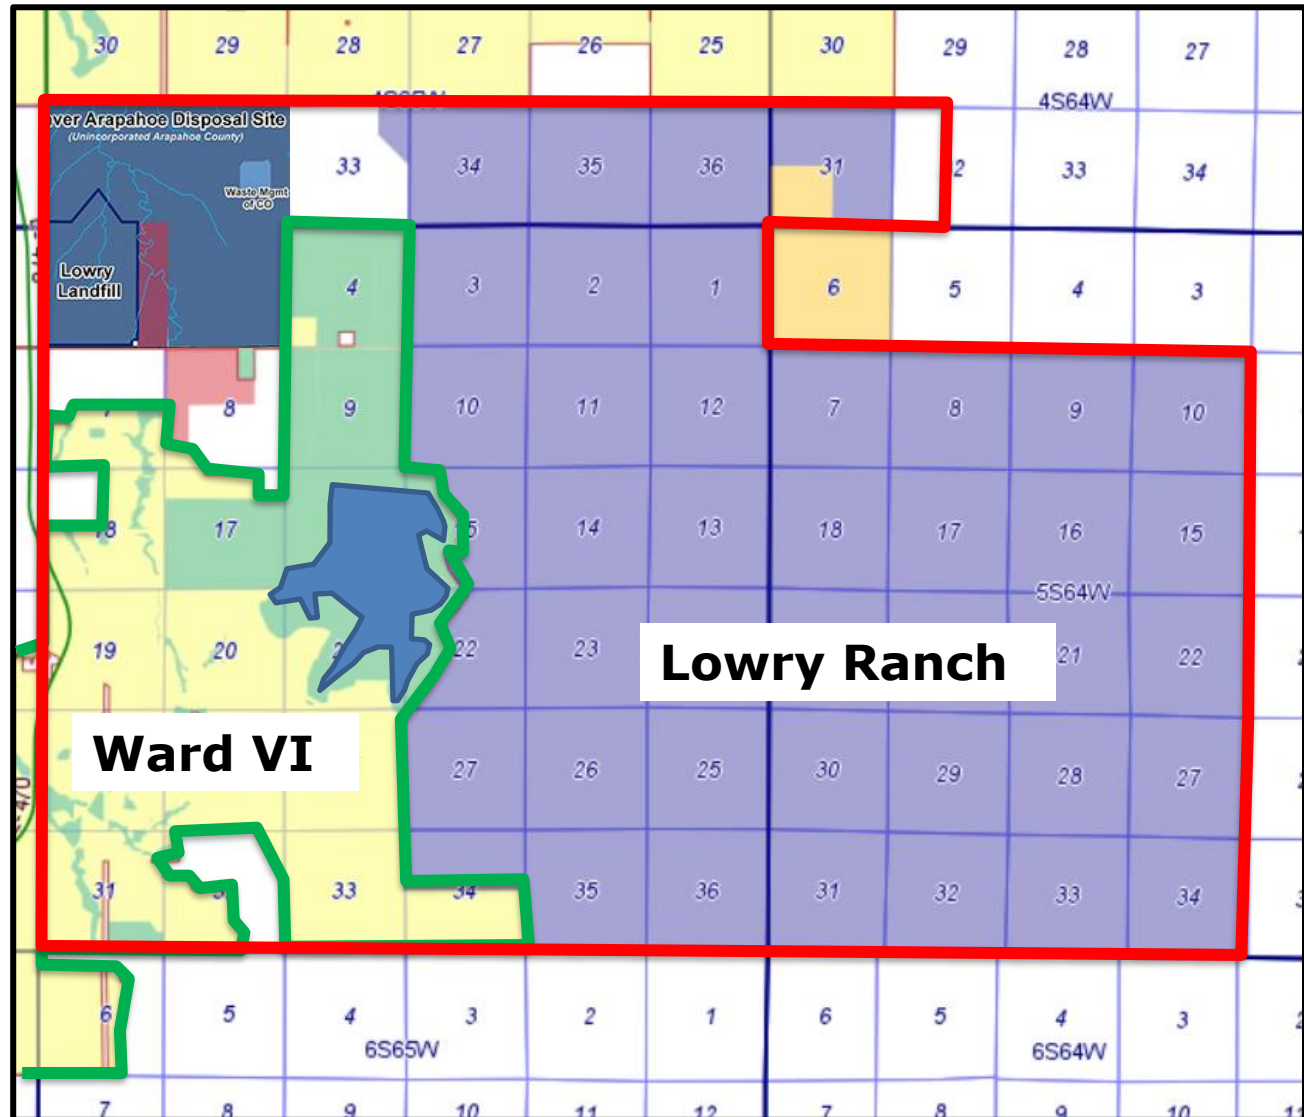 30 29 28 27 26 25 30 29 28 27
4S64W
ver Arapahoe Disposal Site
(Unincorporated Arapahoe County)
33 34 35 36 31 2 33 34
Waste Mgmt
of CO
Lowry
Landfill
4 3 2 1 6 5 4 3
8 9 10 11 12 7 8 9 10
17 14 13 18 17 16 15
5S64W
19 20 22 23 21 22
Lowry Ranch
Ward VI
27 26 25 30 29 28 27
31 33 34 35 36 31 32 33 34
6 5 4 3 2 1 6 5 4 3
6S65W 6S64W
7 8 9 10 11 12 7 8 9 10